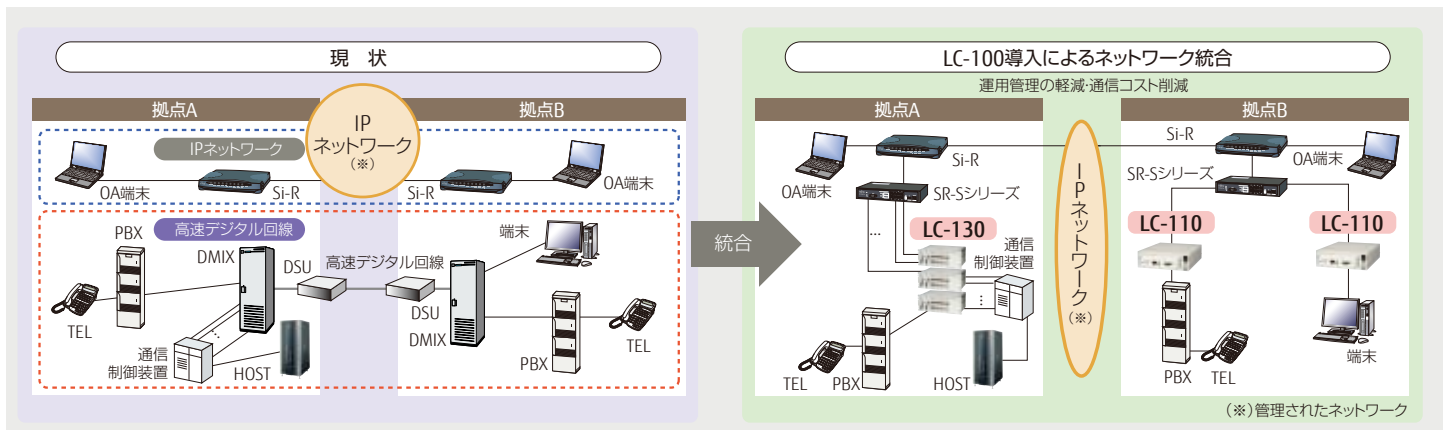 現 状
拠点A
拠点B
IP
ネットワーク
(※)
IPネットワーク
OA端末
Si-R
Si-R
OA端末
高速デジタル回線
PBX
DMIX
DSU
高速デジタル回線
端末
TEL
DSU
DMIX
TEL
通信
制御装置
HOST
PBX
統合
LC-100導入によるネットワーク統合
運用管理の軽減・通信コスト削減
拠点A
拠点B
OA端末
Si-R
SR-Sシリーズ
LC-130
…
通信
制御装置
…
TEL
PBX
HOST
IPネットワーク
(※)
Si-R
OA端末
SR-Sシリーズ
LC-110
LC-110
端末
PBX
TEL
(※)管理されたネットワーク